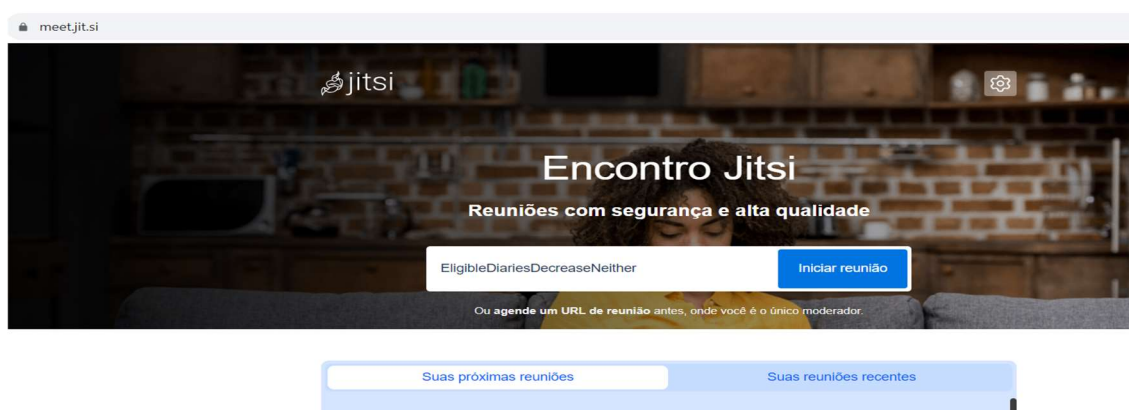 meet.jit.si
jitsi
Encontro Jitsi
Reuniões com segurança e alta qualidade
EligibleDiariesDecreaseNeither
Iniciar reunião
Ou agende um URL de reunião antes, onde você é o único moderador.
Suas próximas reuniões
Suas reuniões recentes